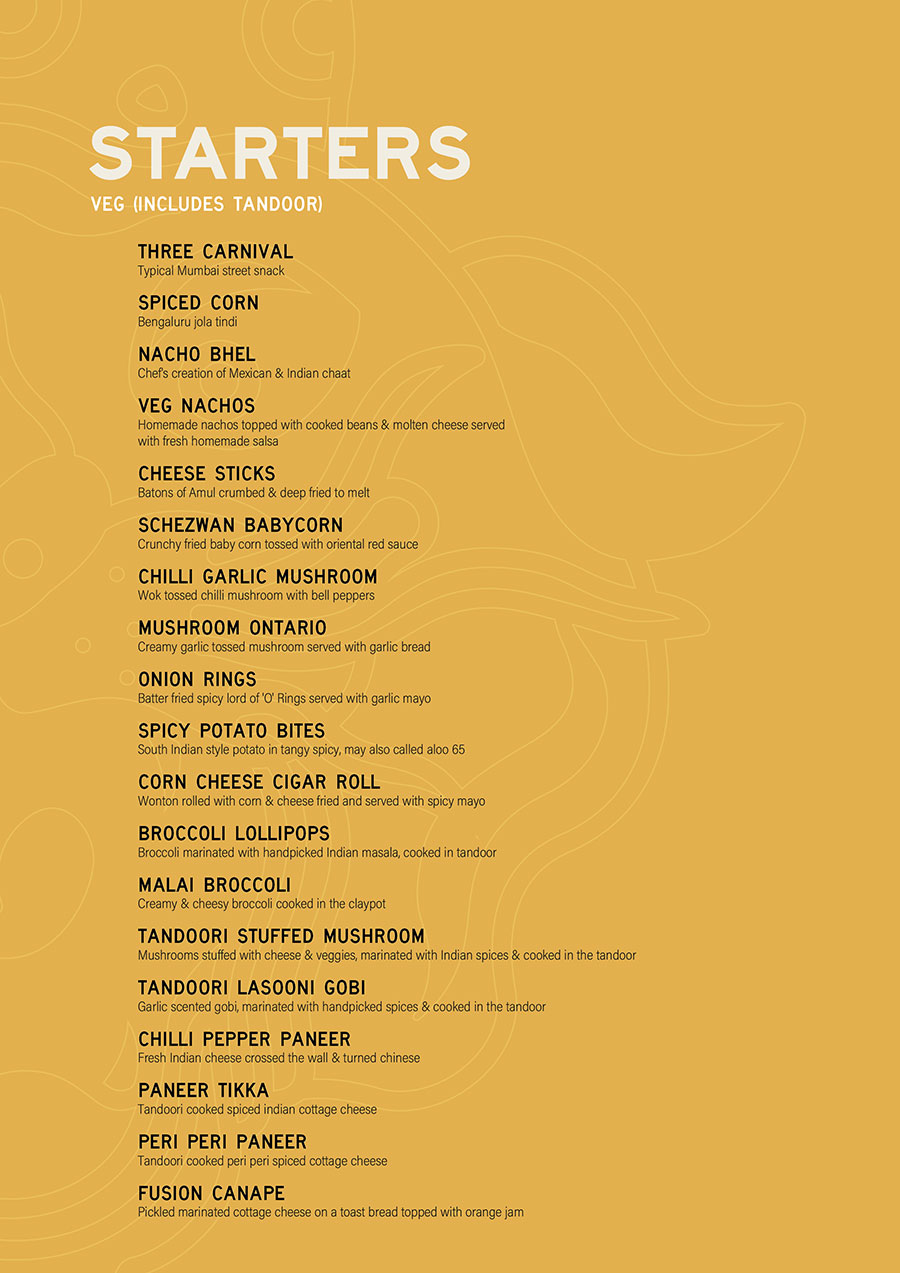 STARTERS
VEG (INCLUDES TANDOOR)
THREE CARNIVAL
Typical Mumbai street snack
SPICED CORN
Bengaluru jola tindi
NACHO BHEL
Chef's creation of Mexican & Indian chaat
VEG NACHOS
Homemade nachos topped with cooked beans & molten cheese served
with fresh homemade salsa
CHEESE STICKS
Batons of Amul crumbed & deep fried to melt
SCHEZWAN BABYCORN
Crunchy fried baby corn tossed with oriental red sauce
CHILLI GARLIC MUSHROOM
Wok tossed chilli mushroom with bell peppers
MUSHROOM ONTARIO
Creamy garlic tossed mushroom served with garlic bread
ONION RINGS
Batter fried spicy lord of 'O' Rings served with garlic mayo
SPICY POTATO BITES
South Indian style potato in tangy spicy, may also called aloo 65
CORN CHEESE CIGAR ROLL
Wonton rolled with corn & cheese fried and served with spicy mayo
BROCCOLI LOLLIPOPS
Broccoli marinated with handpicked Indian masala, cooked in tandoor
MALAI BROCCOLI
Creamy & cheesy broccoli cooked in the claypot
TANDOORI STUFFED MUSHROOM
Mushrooms stuffed with cheese & veggies, marinated with Indian spices & cooked in the tandoor
TANDOORI LASOONI GOBI
Garlic scented gobi, marinated with handpicked spices & cooked in the tandoor
CHILLI PEPPER PANEER
Fresh Indian cheese crossed the wall & turned chinese
PANEER TIKKA
Tandoori cooked spiced indian cottage cheese
PERI PERI PANEER
Tandoori cooked peri peri spiced cottage cheese
FUSION CANAPE
Pickled marinated cottage cheese on a toast bread topped with orange jam